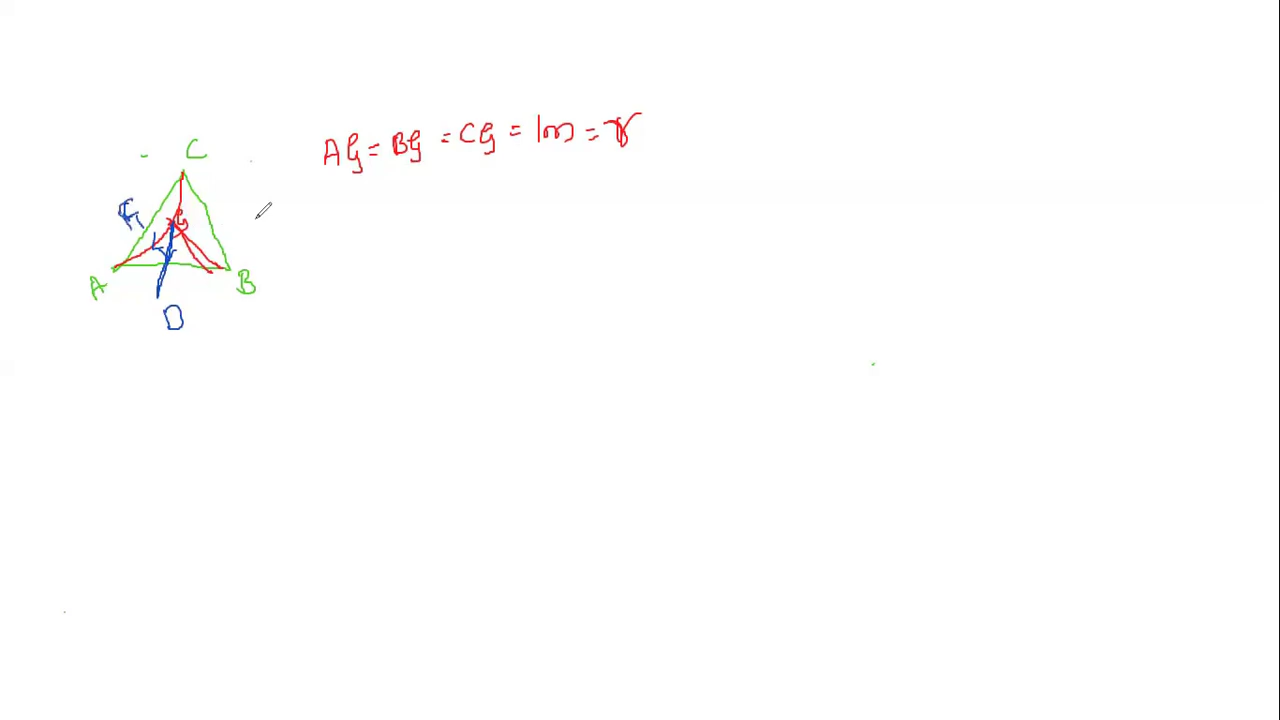 AG = BG = CG = 1m = r
C
G
A
B
D